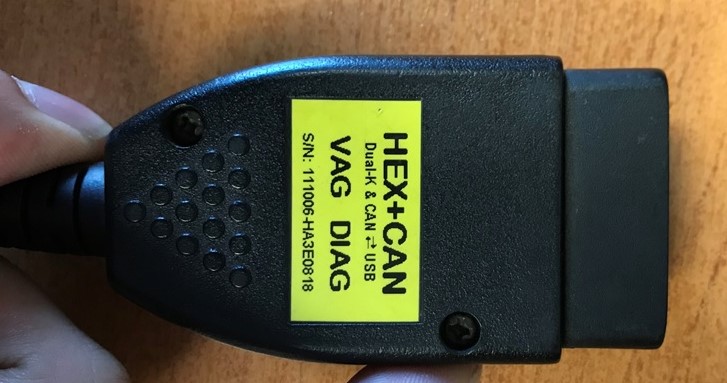 HEX+CAN
Dual-K & CAN ⇄ USB
VAG DIAG
S/N: 111006-HA3E0818